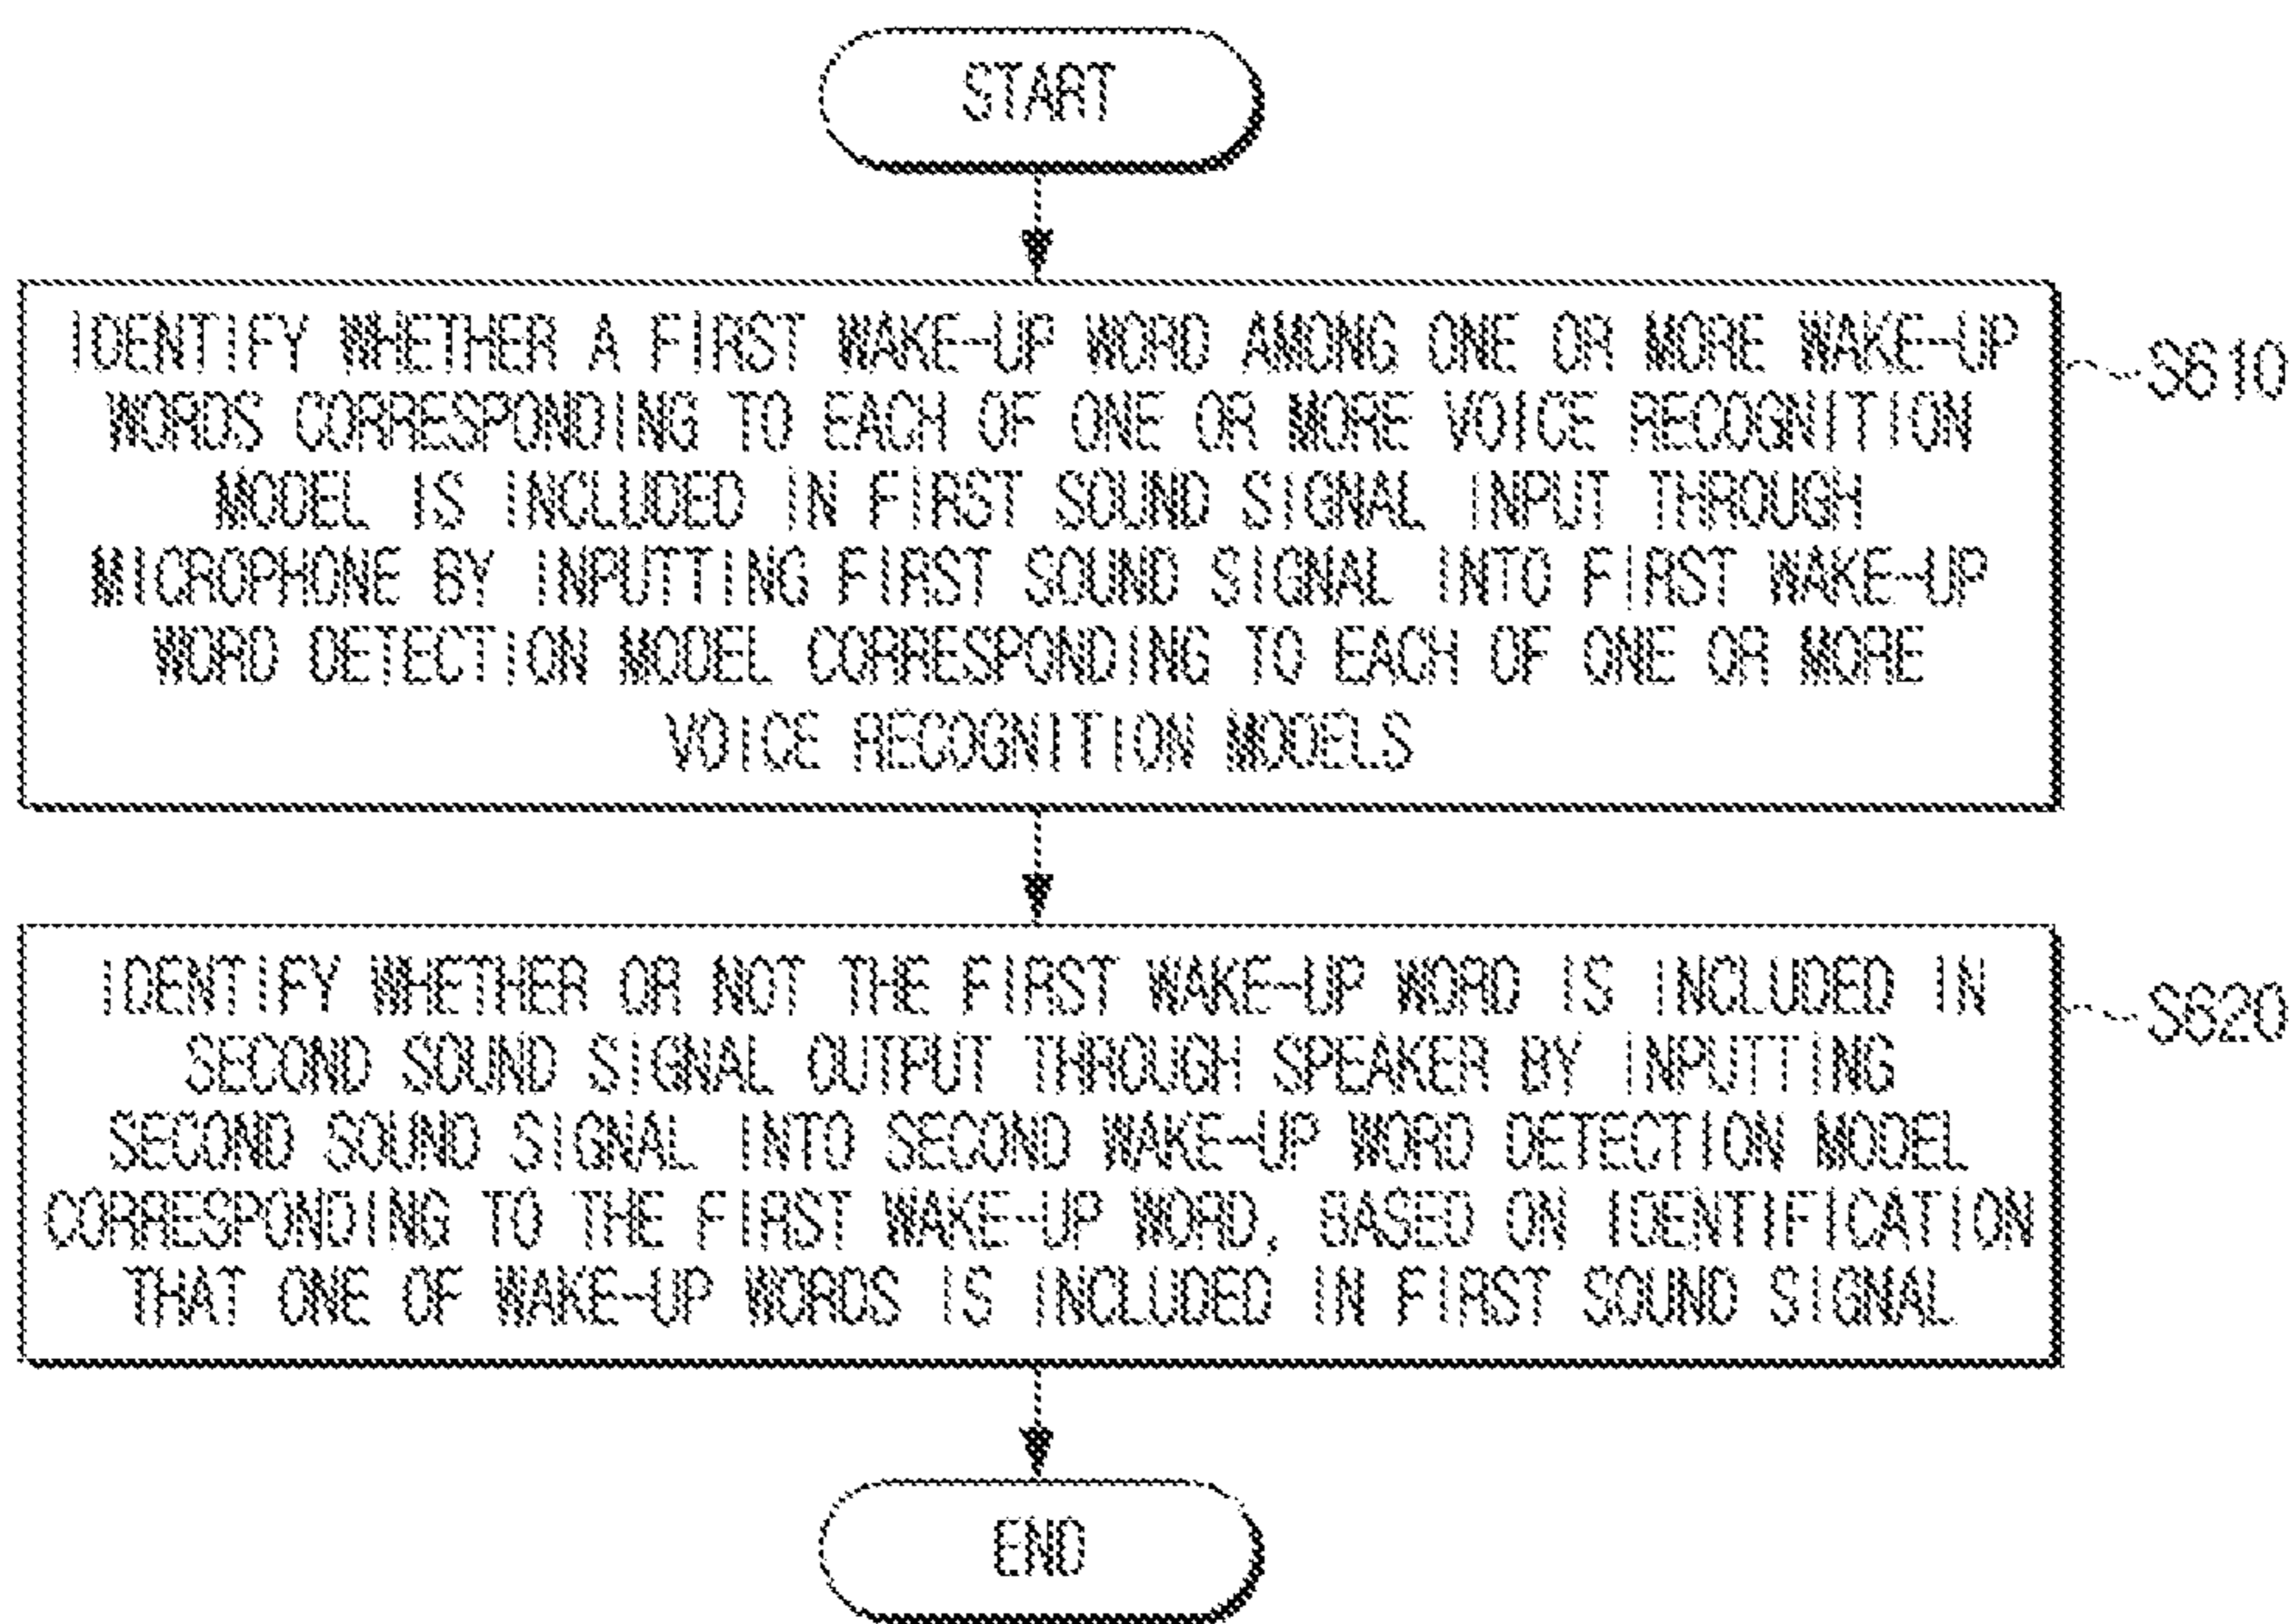 START
IDENTIFY WHETHER A FIRST WAKE-UP WORD AMONG ONE OR MORE WAKE-UP
WORDS CORRESPONDING TO EACH OF ONE OR MORE VOICE RECOGNITION
MODEL IS INCLUDED IN FIRST SOUND SIGNAL INPUT THROUGH
MICROPHONE BY INPUTTING FIRST SOUND SIGNAL INTO FIRST WAKE-UP
WORD DETECTION MODEL CORRESPONDING TO EACH OF ONE OR MORE
VOICE RECOGNITION MODELS
S610
IDENTIFY WHETHER OR NOT THE FIRST WAKE-UP WORD IS INCLUDED IN
SECOND SOUND SIGNAL OUTPUT THROUGH SPEAKER BY INPUTTING
SECOND SOUND SIGNAL INTO SECOND WAKE-UP WORD DETECTION MODEL
CORRESPONDING TO THE FIRST WAKE-UP WORD, BASED ON IDENTIFICATION
THAT ONE OF WAKE-UP WORDS IS INCLUDED IN FIRST SOUND SIGNAL
S620
END